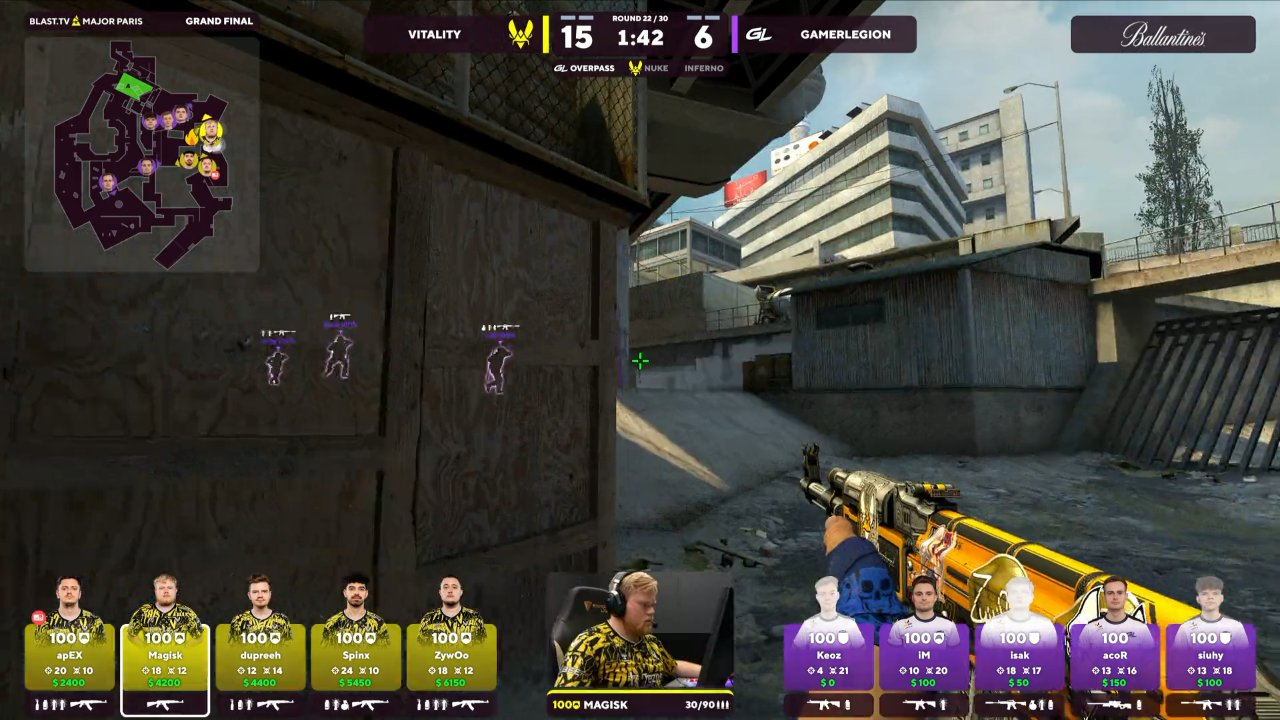 BLAST.TV MAJOR PARIS
GRAND FINAL
VITALITY
15
ROUND 22 / 30
1:42
6
GL
GAMERLEGION
Ballantine's
GL OVERPASS
NUKE
INFERNO
100
apEX
20 10
$2400
100
Magisk
18 12
$4200
100
dupreeh
12 14
$4400
100
Spinx
24 10
$5450
100
ZywOo
18 12
$6150
100 MAGISK
30/90
100
Keoz
4 21
$0
100
iM
10 20
$100
100
isak
18 17
$50
100
acoR
13 16
$150
100
siuhy
13 18
$100